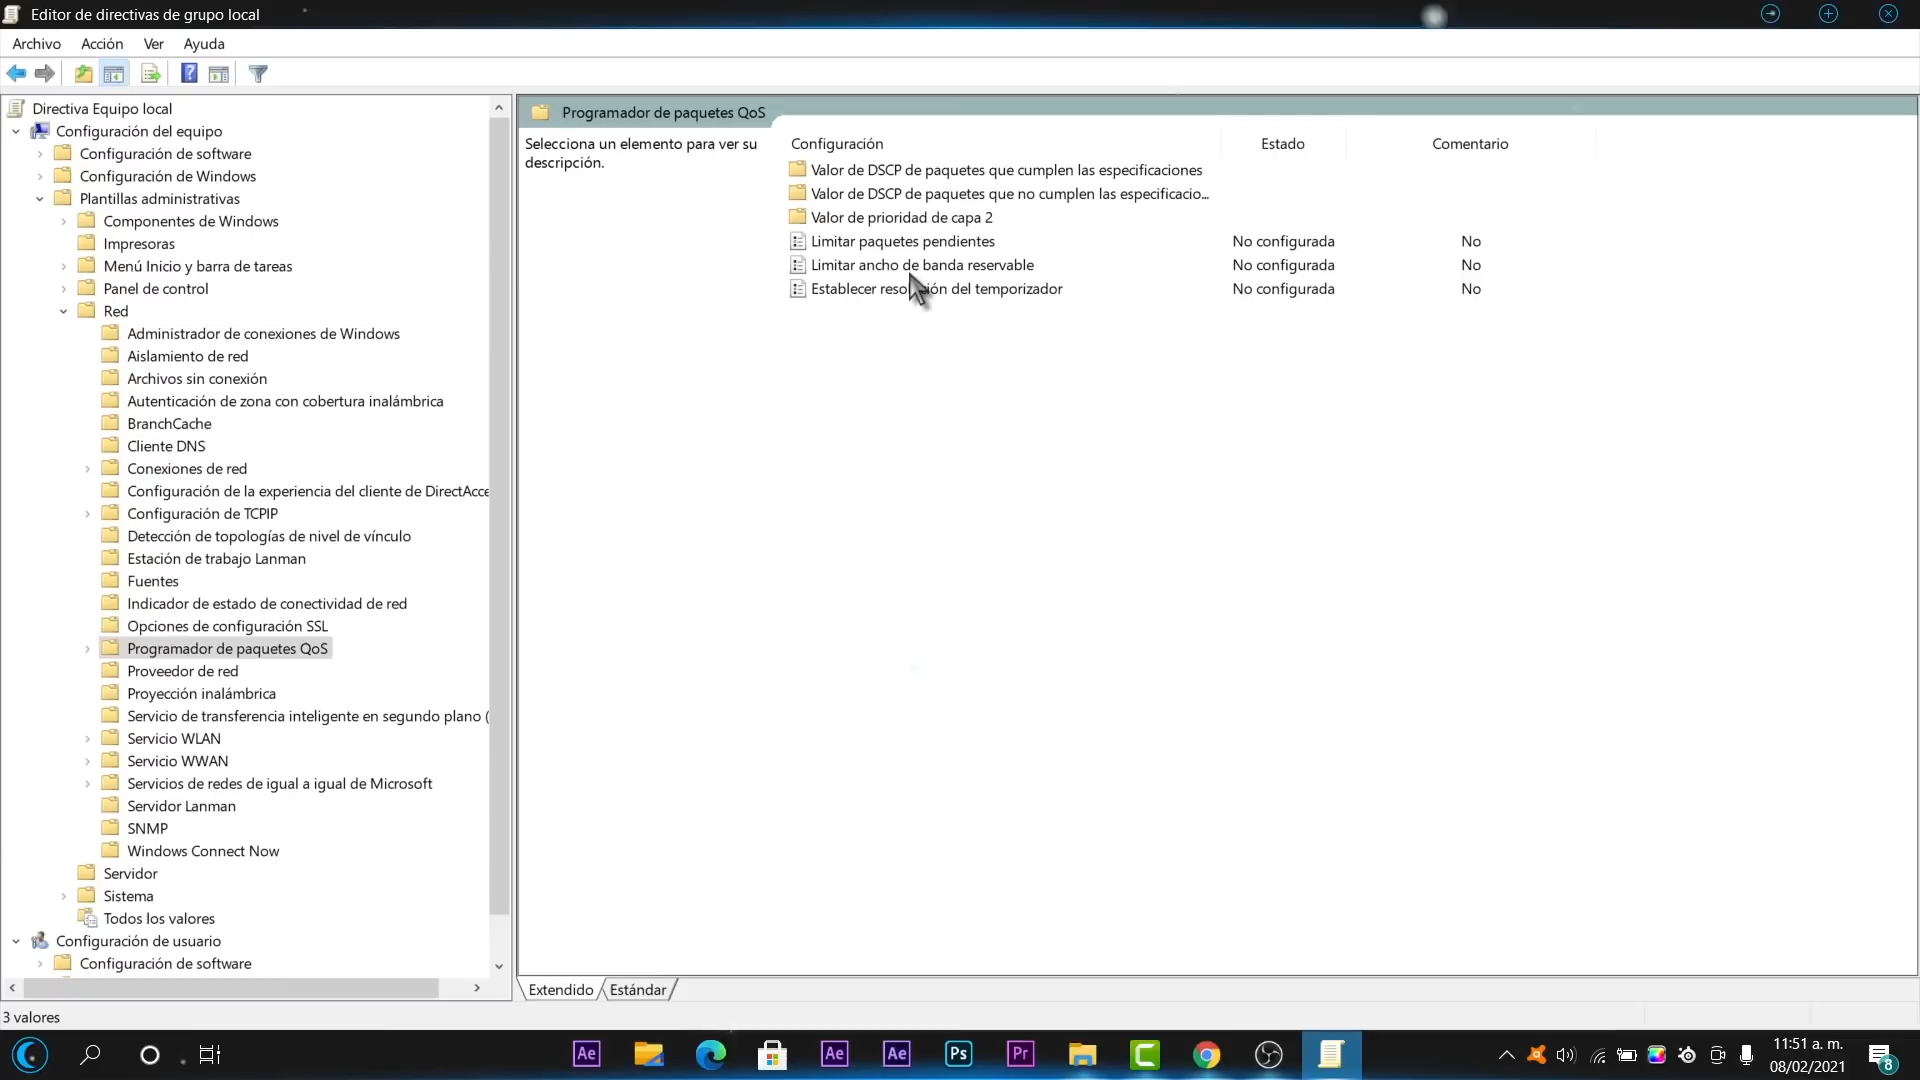 Editor de directivas de grupo local
Archivo Acción Ver Ayuda
Directiva Equipo local
Configuración del equipo
Configuración de software
Configuración de Windows
Plantillas administrativas
Componentes de Windows
Impresoras
Menú Inicio y barra de tareas
Panel de control
Red
Administrador de conexiones de Windows
Aislamiento de red
Archivos sin conexión
Autenticación de zona con cobertura inalámbrica
BranchCache
Cliente DNS
Conexiones de red
Configuración de la experiencia del cliente de DirectAcce
Configuración de TCPIP
Detección de topologías de nivel de vínculo
Estación de trabajo Lanman
Fuentes
Indicador de estado de conectividad de red
Opciones de configuración SSL
Programador de paquetes QoS
Proveedor de red
Proyección inalámbrica
Servicio de transferencia inteligente en segundo plano (
Servicio WLAN
Servicio WWAN
Servicios de redes de igual a igual de Microsoft
Servidor Lanman
SNMP
Windows Connect Now
Servidor
Sistema
Todos los valores
Configuración de usuario
Configuración de software
Programador de paquetes QoS
Selecciona un elemento para ver su
descripción.
Configuración Estado Comentario
Valor de DSCP de paquetes que cumplen las especificaciones
Valor de DSCP de paquetes que no cumplen las especificacio...
Valor de prioridad de capa 2
Limitar paquetes pendientes No configurada No
Limitar ancho de banda reservable No configurada No
Establecer resolución del temporizador No configurada No
Extendido Estándar
3 valores
Ae Ae Ae Ps Pr
11:51 a. m.
08/02/2021
8